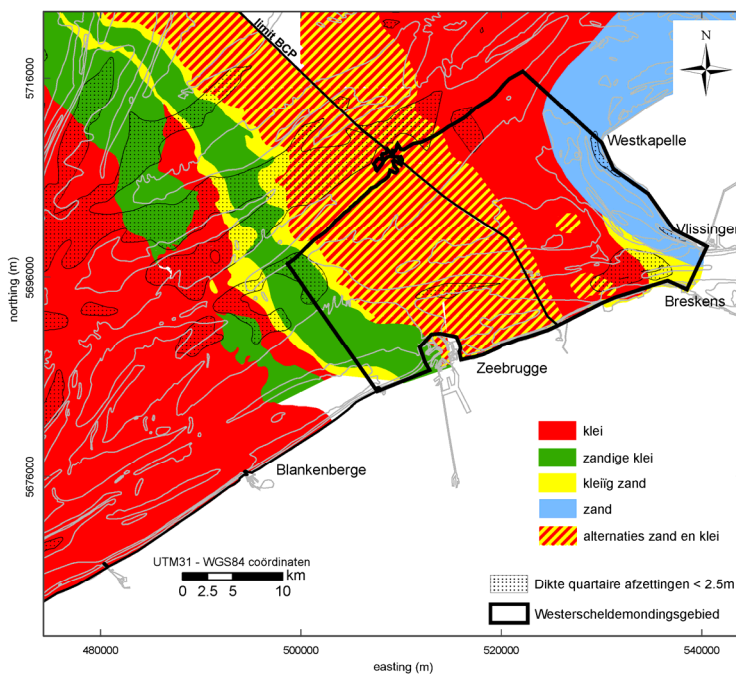 limit BCP
N
5716000
5696000
5676000
northing (m)
Westkapelle
Vlissingen
Breskens
Zeebrugge
Blankenberge
klei
zandige klei
kleiïg zand
zand
alternaties zand en klei
Dikte quartaire afzettingen < 2.5m
Westerscheldemondingsgebied
UTM31 - WGS84 coördinaten
km
0 2.5 5 10
480000 500000 520000 540000
easting (m)